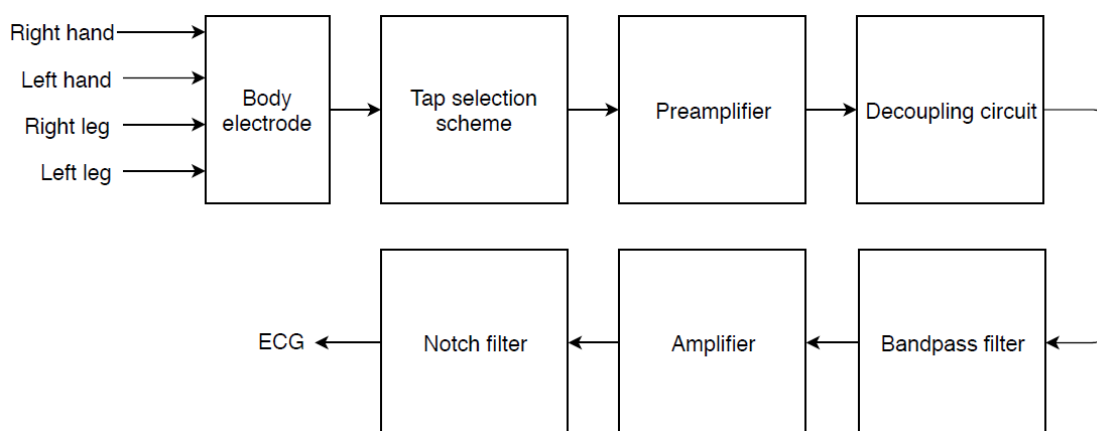 Right hand
Left hand
Right leg
Left leg
Body
electrode
Tap selection
scheme
Preamplifier
Decoupling circuit
ECG
Notch filter
Amplifier
Bandpass filter